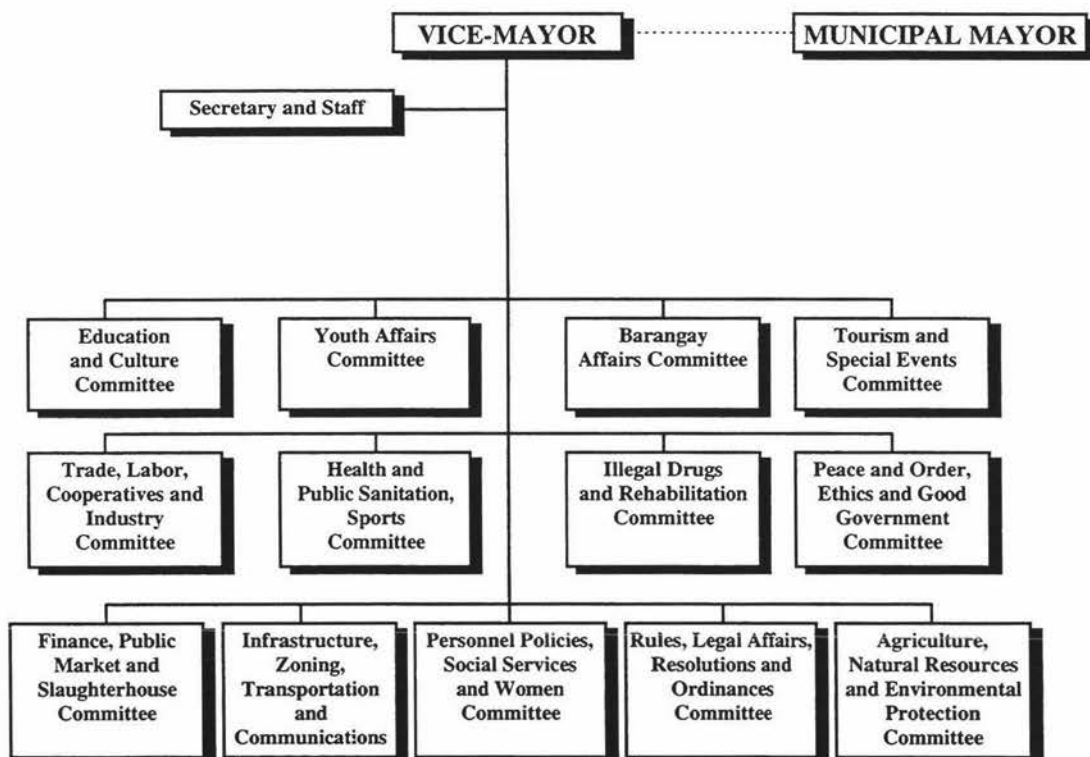 VICE-MAYOR
MUNICIPAL MAYOR
Secretary and Staff
Education
and Culture
Committee
Youth Affairs
Committee
Barangay
Affairs Committee
Tourism and
Special Events
Committee
Trade, Labor,
Cooperatives and
Industry
Committee
Health and
Public Sanitation,
Sports
Committee
Illegal Drugs
and Rehabilitation
Committee
Peace and Order,
Ethics and Good
Government
Committee
Finance, Public
Market and
Slaughterhouse
Committee
Infrastructure,
Zoning,
Transportation
and
Communications
Personnel Policies,
Social Services
and Women
Committee
Rules, Legal Affairs,
Resolutions and
Ordinances
Committee
Agriculture,
Natural Resources
and Environmental
Protection
Committee